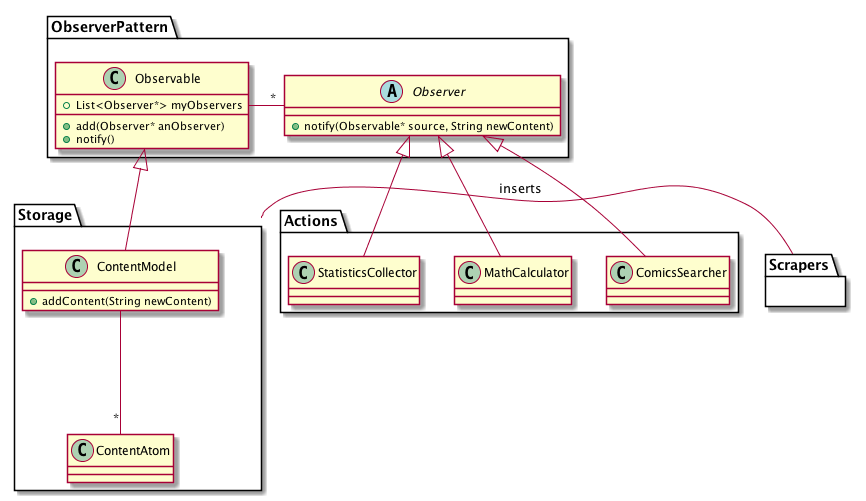 ObserverPattern
C Observable
List<Observer*> myObservers
add(Observer* anObserver)
notify()
*
A Observer
notify(Observable* source, String newContent)
inserts
Storage
C ContentModel
addContent(String newContent)
*
C ContentAtom
Actions
C StatisticsCollector
C MathCalculator
C ComicsSearcher
Scrapers